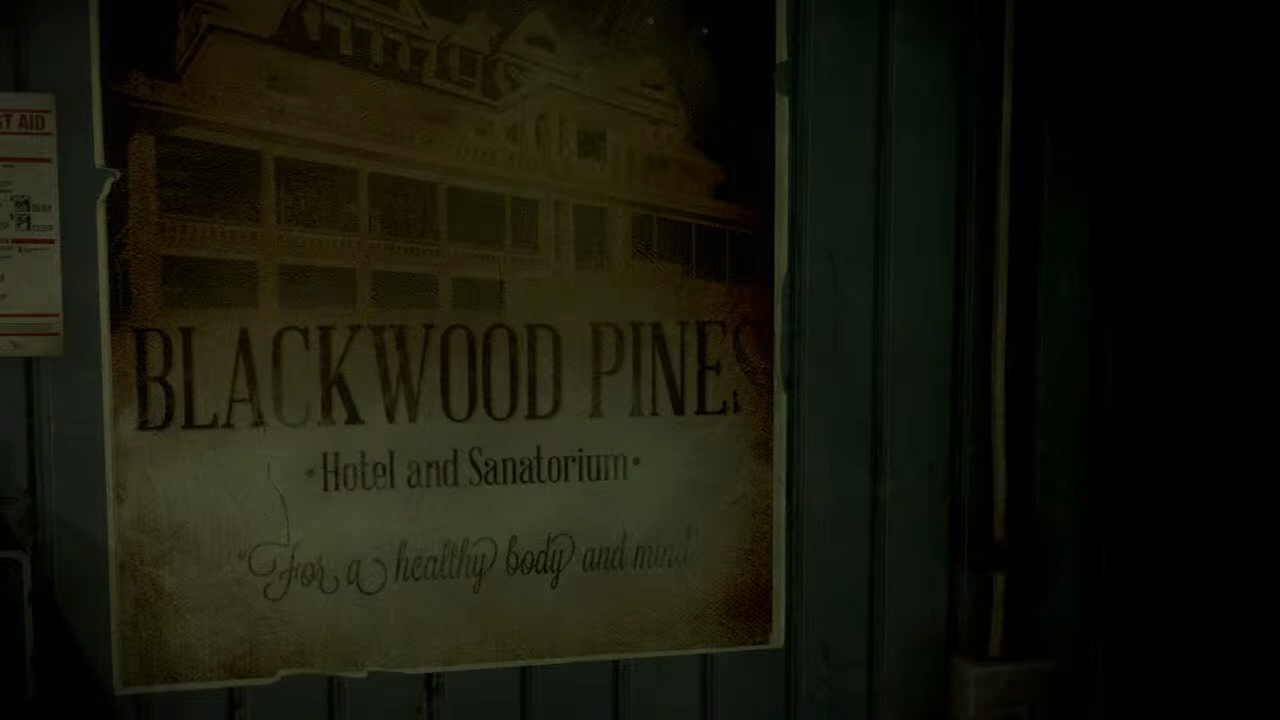 ST AID
BLACKWOOD PINES
·Hotel and Sanatorium·
"For a healthy body and mind"